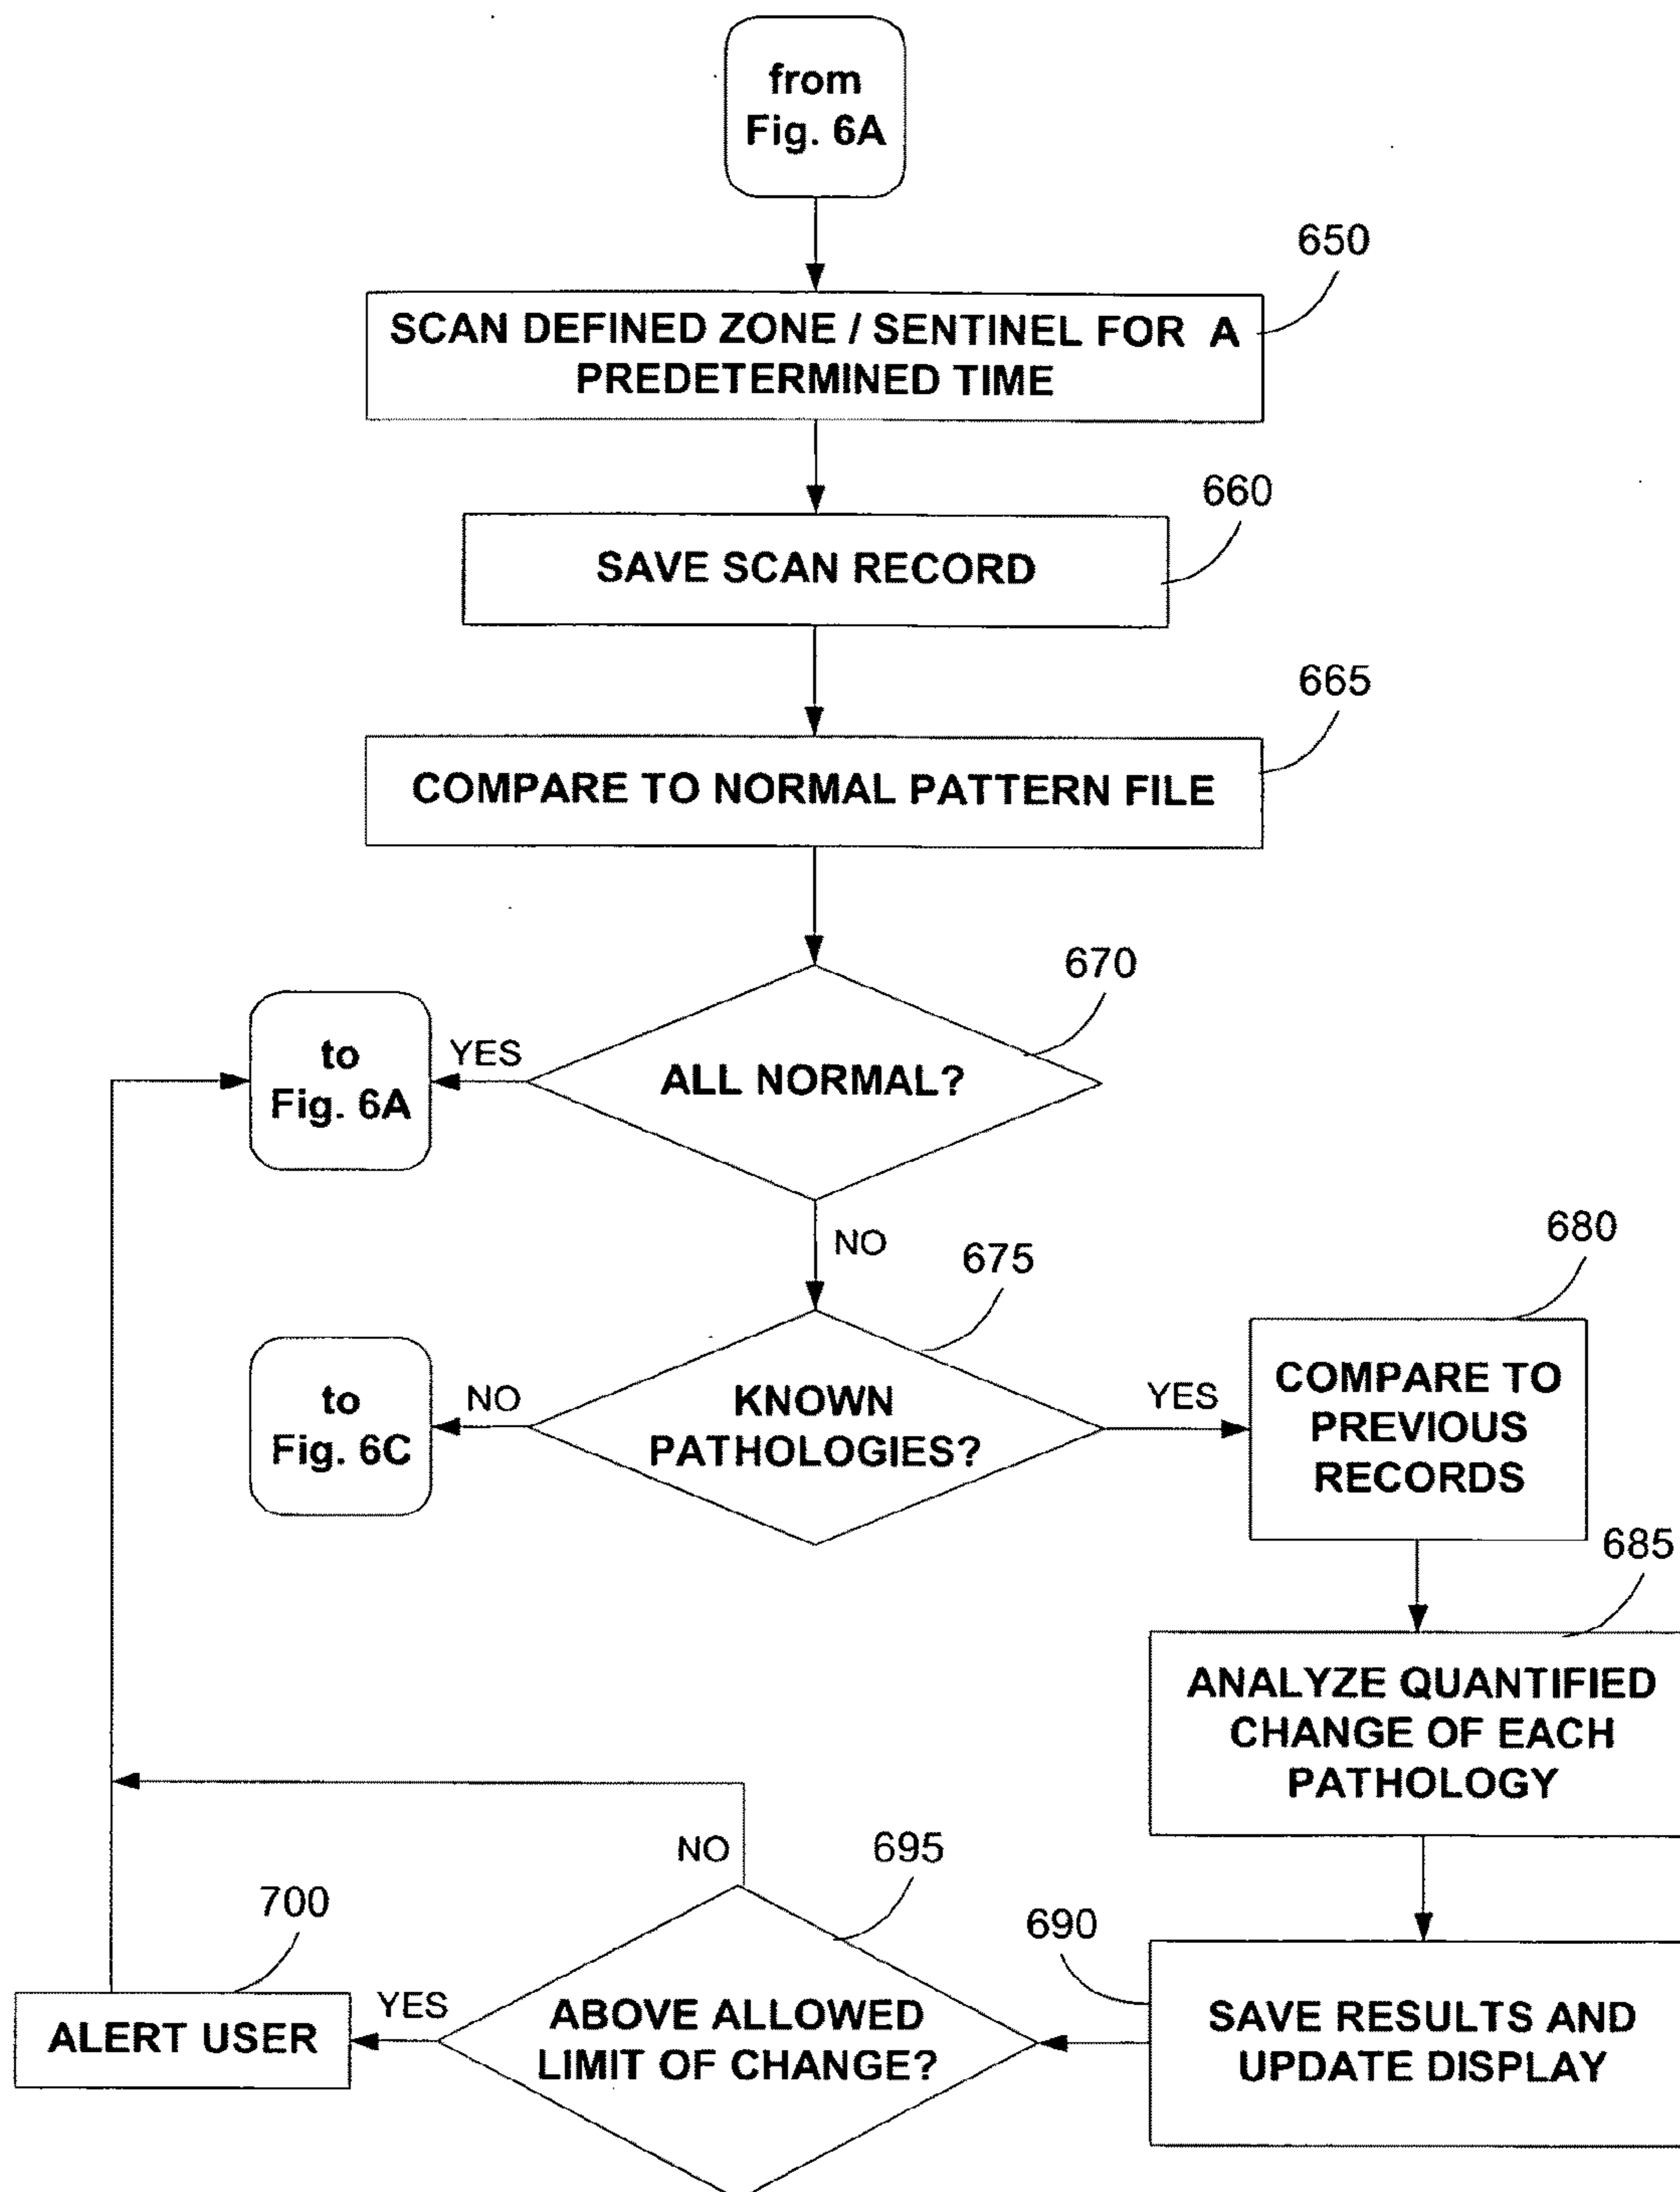 from
Fig. 6A
650
SCAN DEFINED ZONE / SENTINEL FOR A
PREDETERMINED TIME
660
SAVE SCAN RECORD
665
COMPARE TO NORMAL PATTERN FILE
670
to
Fig. 6A
YES
ALL NORMAL?
NO
675
680
to
Fig. 6C
NO
KNOWN
PATHOLOGIES?
YES
COMPARE TO
PREVIOUS
RECORDS
685
ANALYZE QUANTIFIED
CHANGE OF EACH
PATHOLOGY
NO
695
700
690
ALERT USER
YES
ABOVE ALLOWED
LIMIT OF CHANGE?
SAVE RESULTS AND
UPDATE DISPLAY